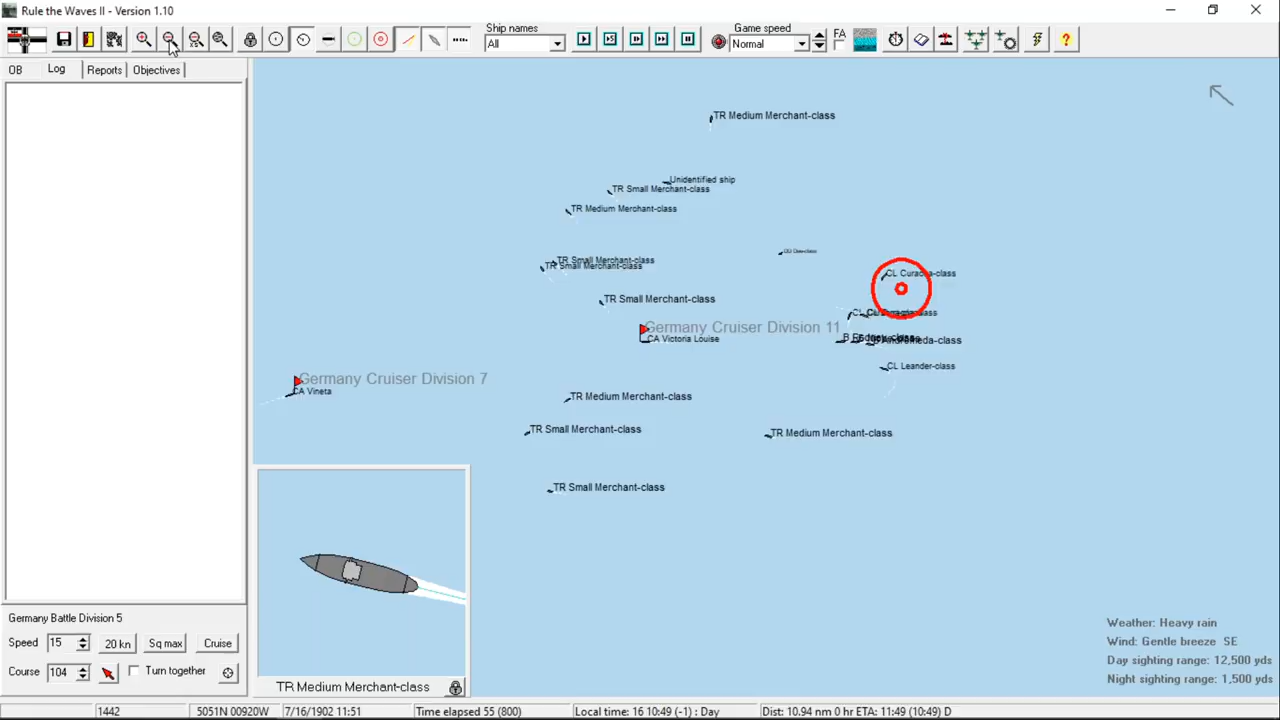 Rule the Waves II - Version 1.10
Ship names
All
Game speed
Normal
FA
OB
Log
Reports
Objectives
TR Medium Merchant-class
Unidentified ship
TR Small Merchant-class
TR Medium Merchant-class
TR Small Merchant-class
TR Small Merchant-class
CL Curacoa-class
TR Small Merchant-class
Germany Cruiser Division 11
CA Victoria Louise
Andromeda-class
CL Leander-class
Germany Cruiser Division 7
CA Vineta
TR Medium Merchant-class
TR Small Merchant-class
TR Medium Merchant-class
TR Small Merchant-class
TR Medium Merchant-class
Germany Battle Division 5
Speed 15 20 kn Sq max Cruise
Course 104 Turn together
Weather: Heavy rain
Wind: Gentle breeze SE
Day sighting range: 12,500 yds
Night sighting range: 1,500 yds
1442
5051N 00920W
7/16/1902 11:51
Time elapsed 55 (800)
Local time: 16 10:49 (-1) : Day
Dist: 10.94 nm 0 hr ETA: 11:49 (10:49) D